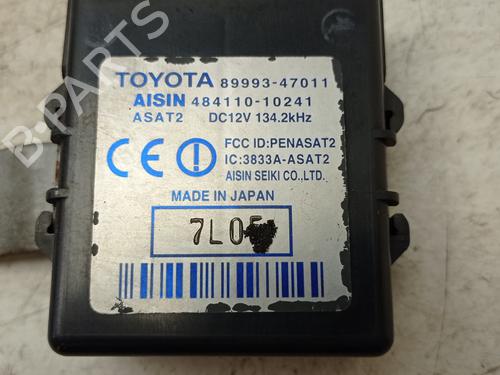 TOYOTA 89993-47011
AISIN 484110-10241
ASAT2 DC12V 134.2kHz
CE
FCC ID:PENASAT2
IC:3833A-ASAT2
AISIN SEIKI CO.,LTD.
MADE IN JAPAN
7L05
B-PARTS